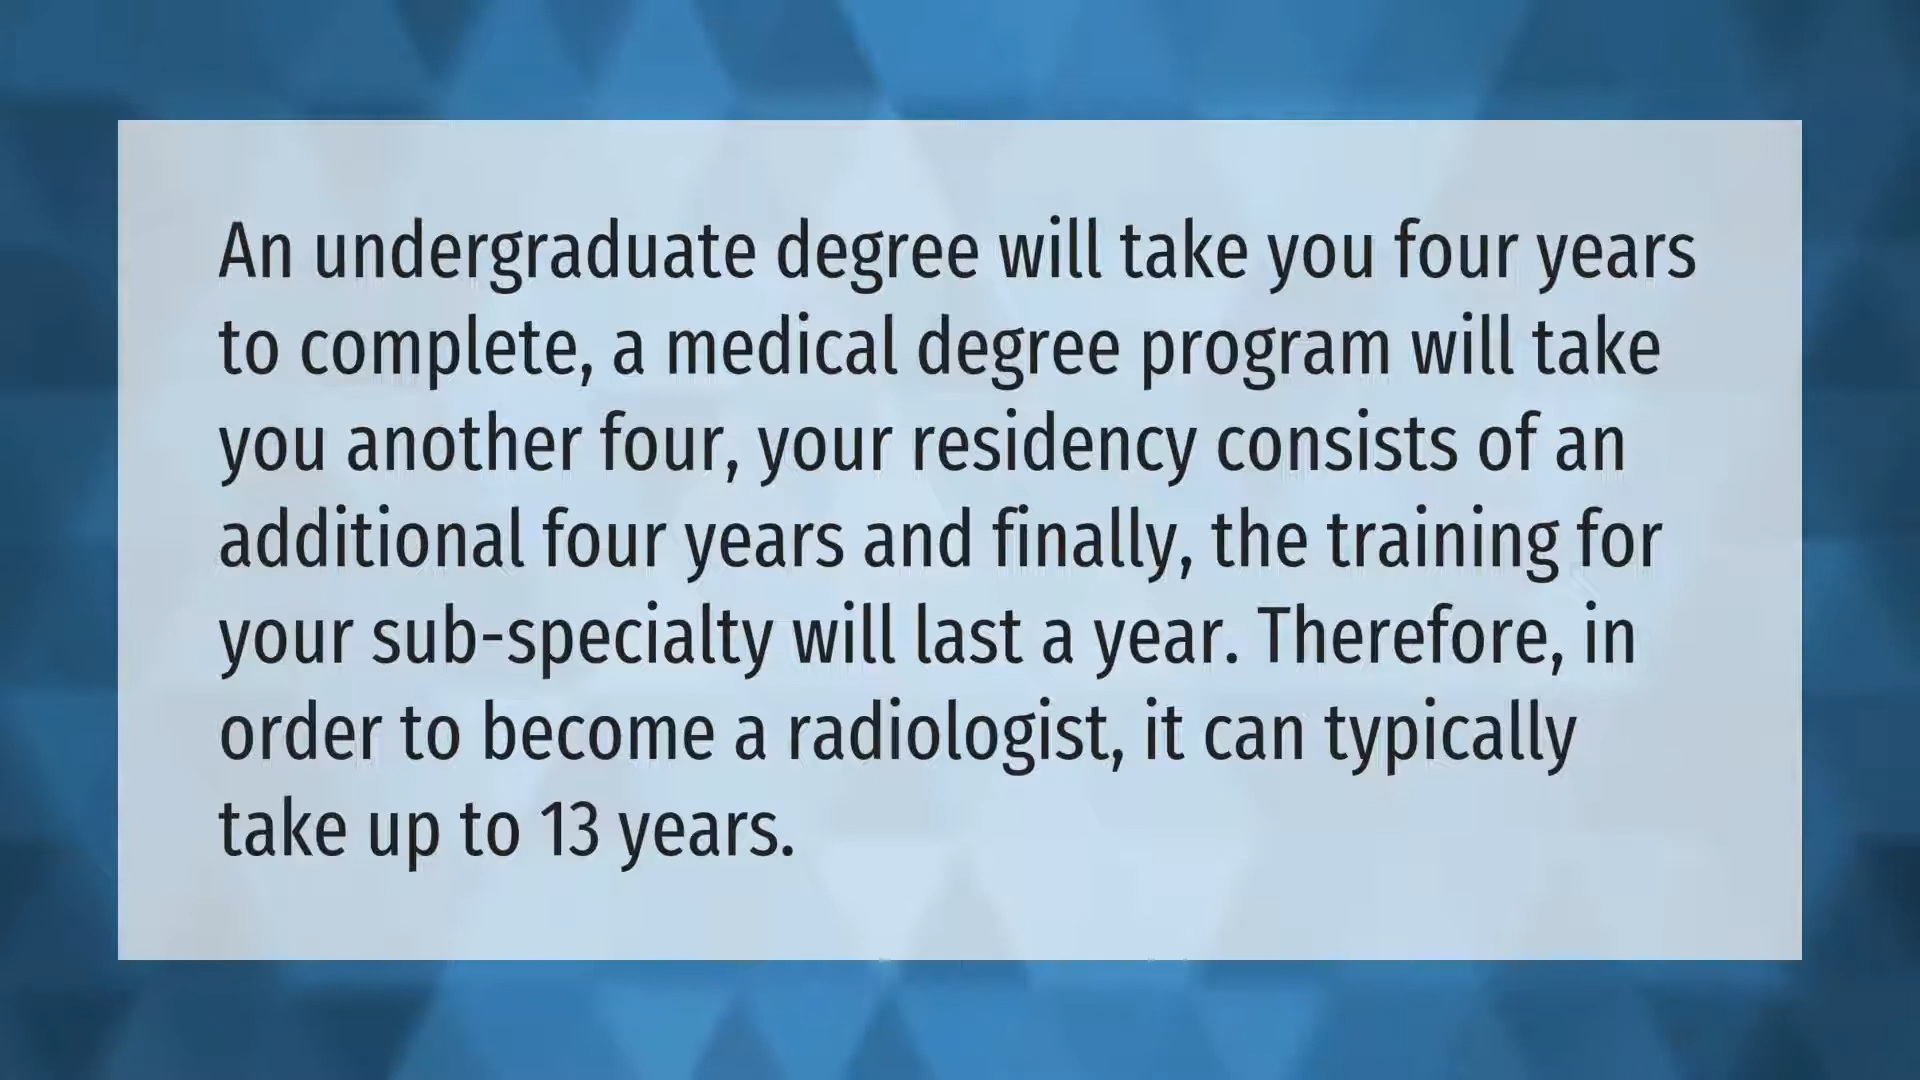 An undergraduate degree will take you four years
to complete, a medical degree program will take
you another four, your residency consists of an
additional four years and finally, the training for
your sub-specialty will last a year. Therefore, in
order to become a radiologist, it can typically
take up to 13 years.